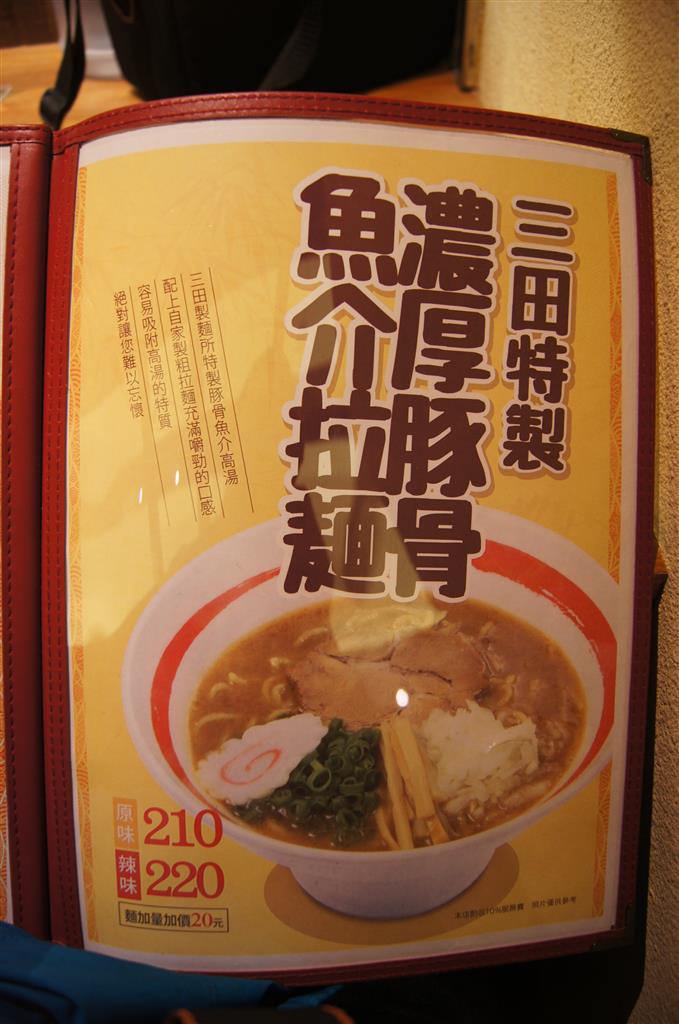 三田特製
濃厚豚骨
魚介拉麵
三田製麵所特製豚骨魚介高湯
配上自家製粗拉麵充滿嚼勁的口感
容易吸附高湯的特質
絕對讓您難以忘懷
原味 210
辣味 220
麵加量加價20元
本店酌收10%服務費 照片僅供參考